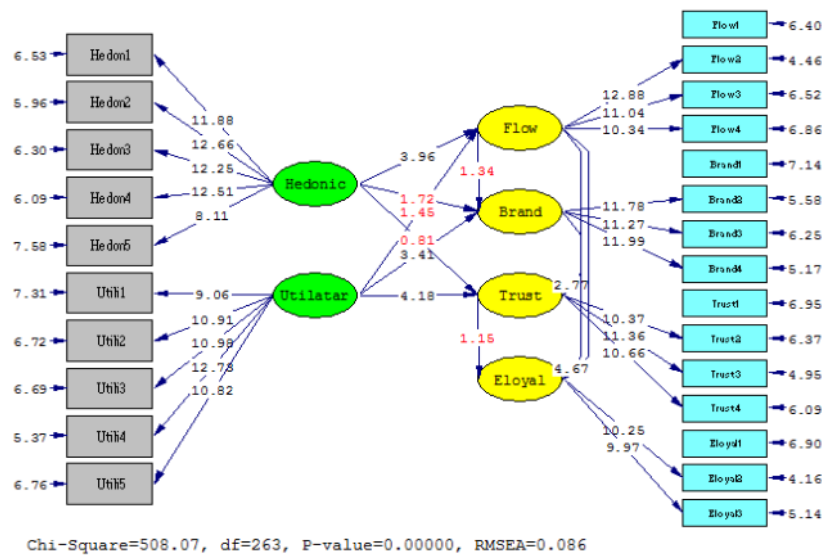 6.53 Hedon1
5.96 Hedon2
6.30 Hedon3
6.09 Hedon4
7.58 Hedon5
7.31 Utili1
6.72 Utili2
6.69 Utili3
5.37 Utili4
6.76 Utili5
11.88
12.66
12.25
12.51
8.11
9.06
10.91
10.98
12.73
10.82
Hedonic
Utilatar
3.96
1.72
1.45
0.81
3.41
4.18
Flow
1.34
Brand
Trust
1.15
Eloyal
2.77
4.67
12.88
11.04
10.34
11.78
11.27
11.99
10.37
11.36
10.66
10.25
9.97
Flow1 6.40
Flow2 4.46
Flow3 6.52
Flow4 6.86
Brand1 7.14
Brand2 5.58
Brand3 6.25
Brand4 5.17
Trust1 6.95
Trust2 6.37
Trust3 4.95
Trust4 6.09
Eloyal1 6.90
Eloyal2 4.16
Eloyal3 5.14
Chi-Square=508.07, df=263, P-value=0.00000, RMSEA=0.086